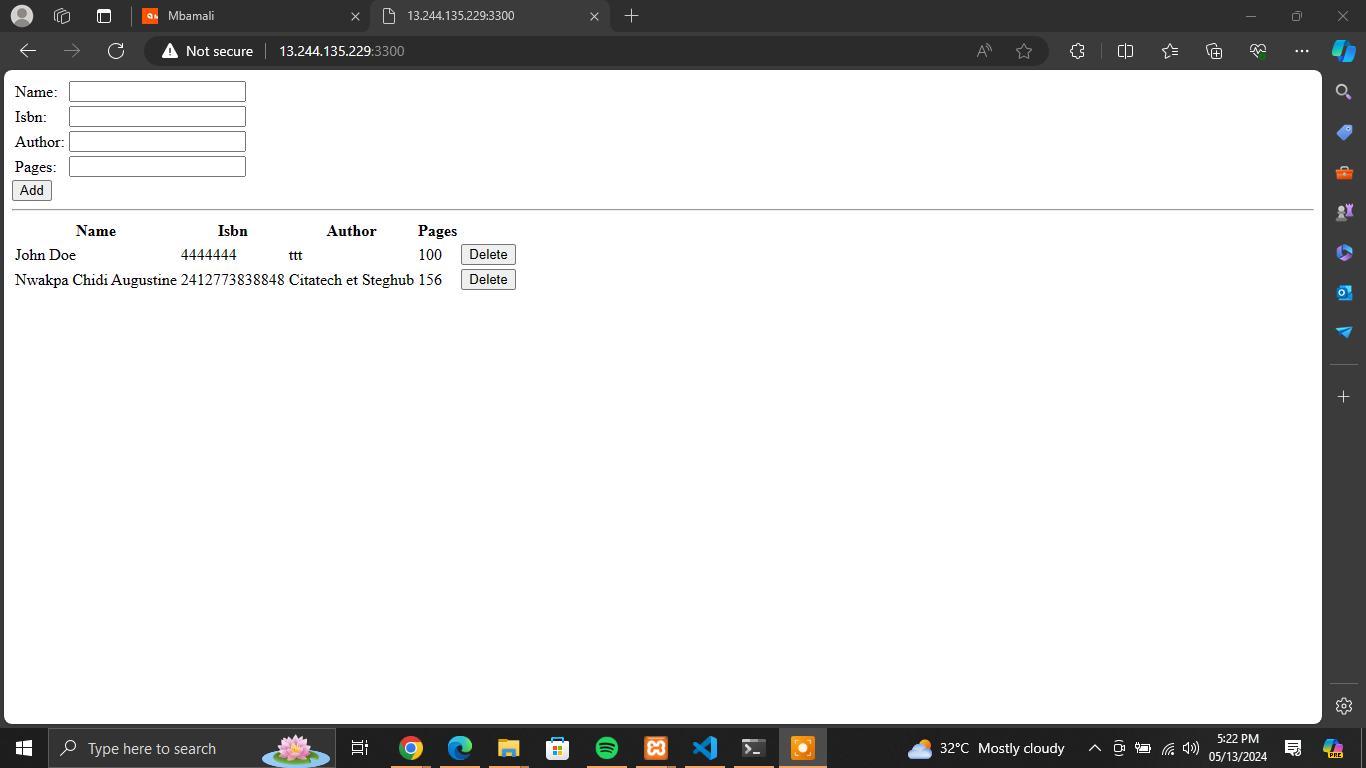 Mbamali
13.244.135.229:3300
Not secure
13.244.135.229:3300
Name:
Isbn:
Author:
Pages:
Add
Name Isbn Author Pages
John Doe 4444444 ttt 100 Delete
Nwakpa Chidi Augustine 2412773838848 Citatech et Steghub 156 Delete
Type here to search
32°C Mostly cloudy
5:22 PM
05/13/2024
PRE